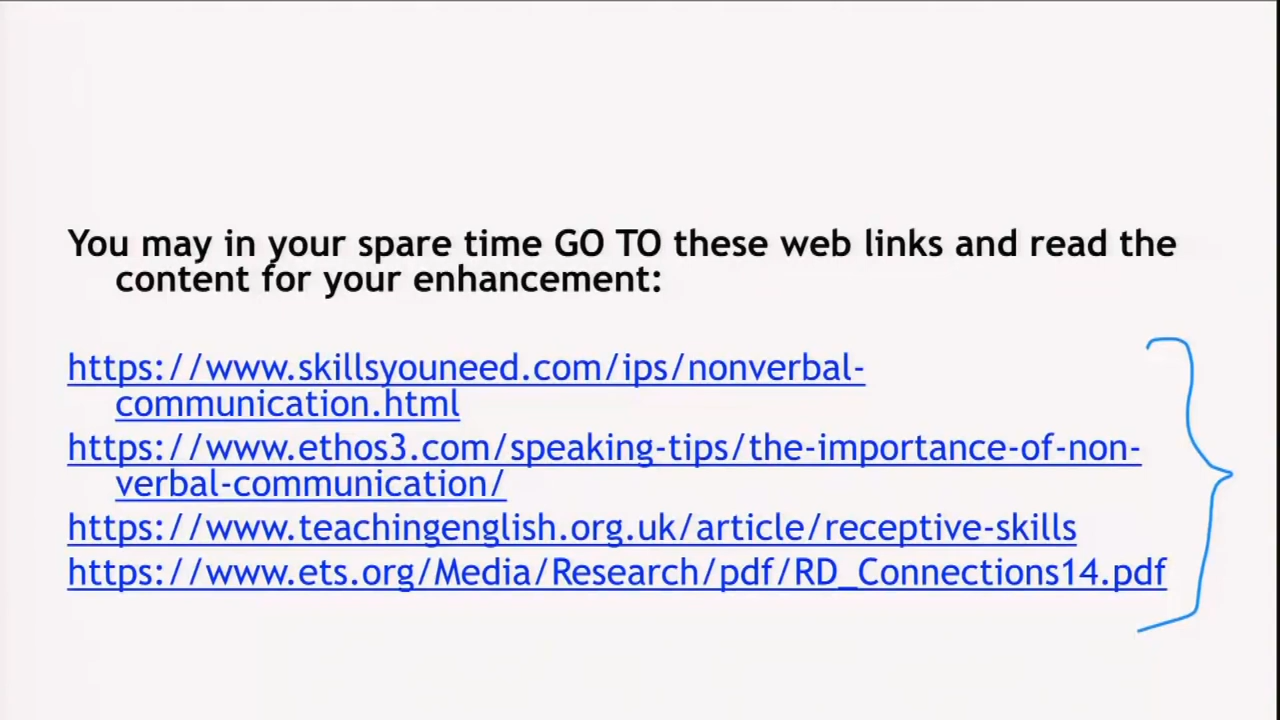 You may in your spare time GO TO these web links and read the
content for your enhancement:
https://www.skillsyouneed.com/ips/nonverbal-
communication.html
https://www.ethos3.com/speaking-tips/the-importance-of-non-
verbal-communication/
https://www.teachingenglish.org.uk/article/receptive-skills
https://www.ets.org/Media/Research/pdf/RD_Connections14.pdf